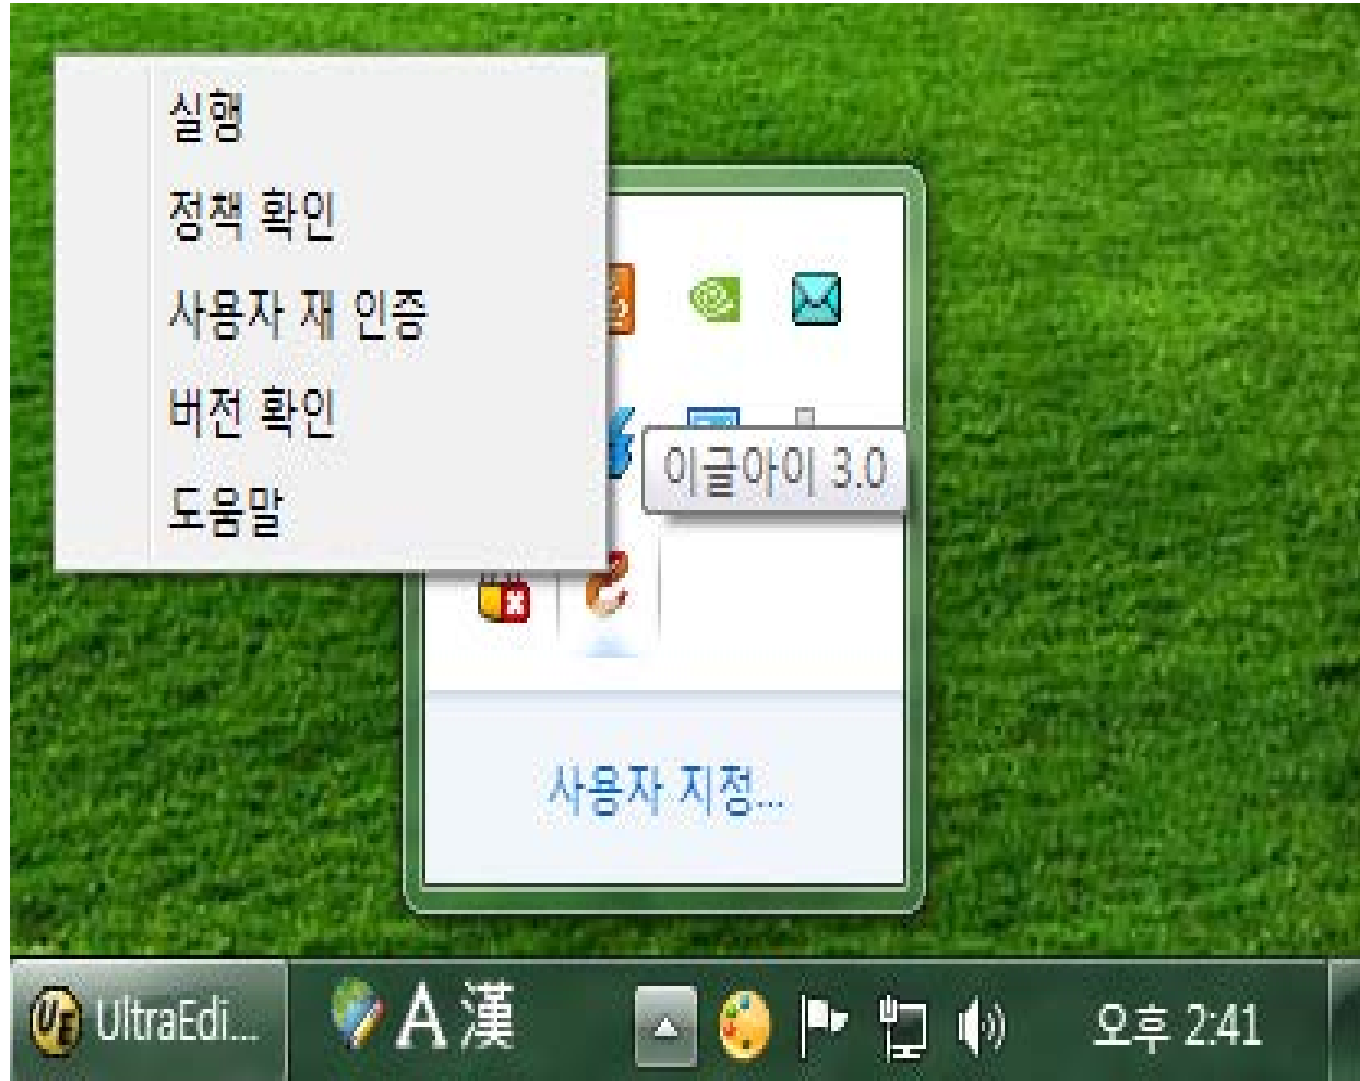 실행
정책 확인
사용자 재 인증
버전 확인
도움말
이글아이 3.0
사용자 지정...
UE UltraEdi... A 漢 오후 2:41